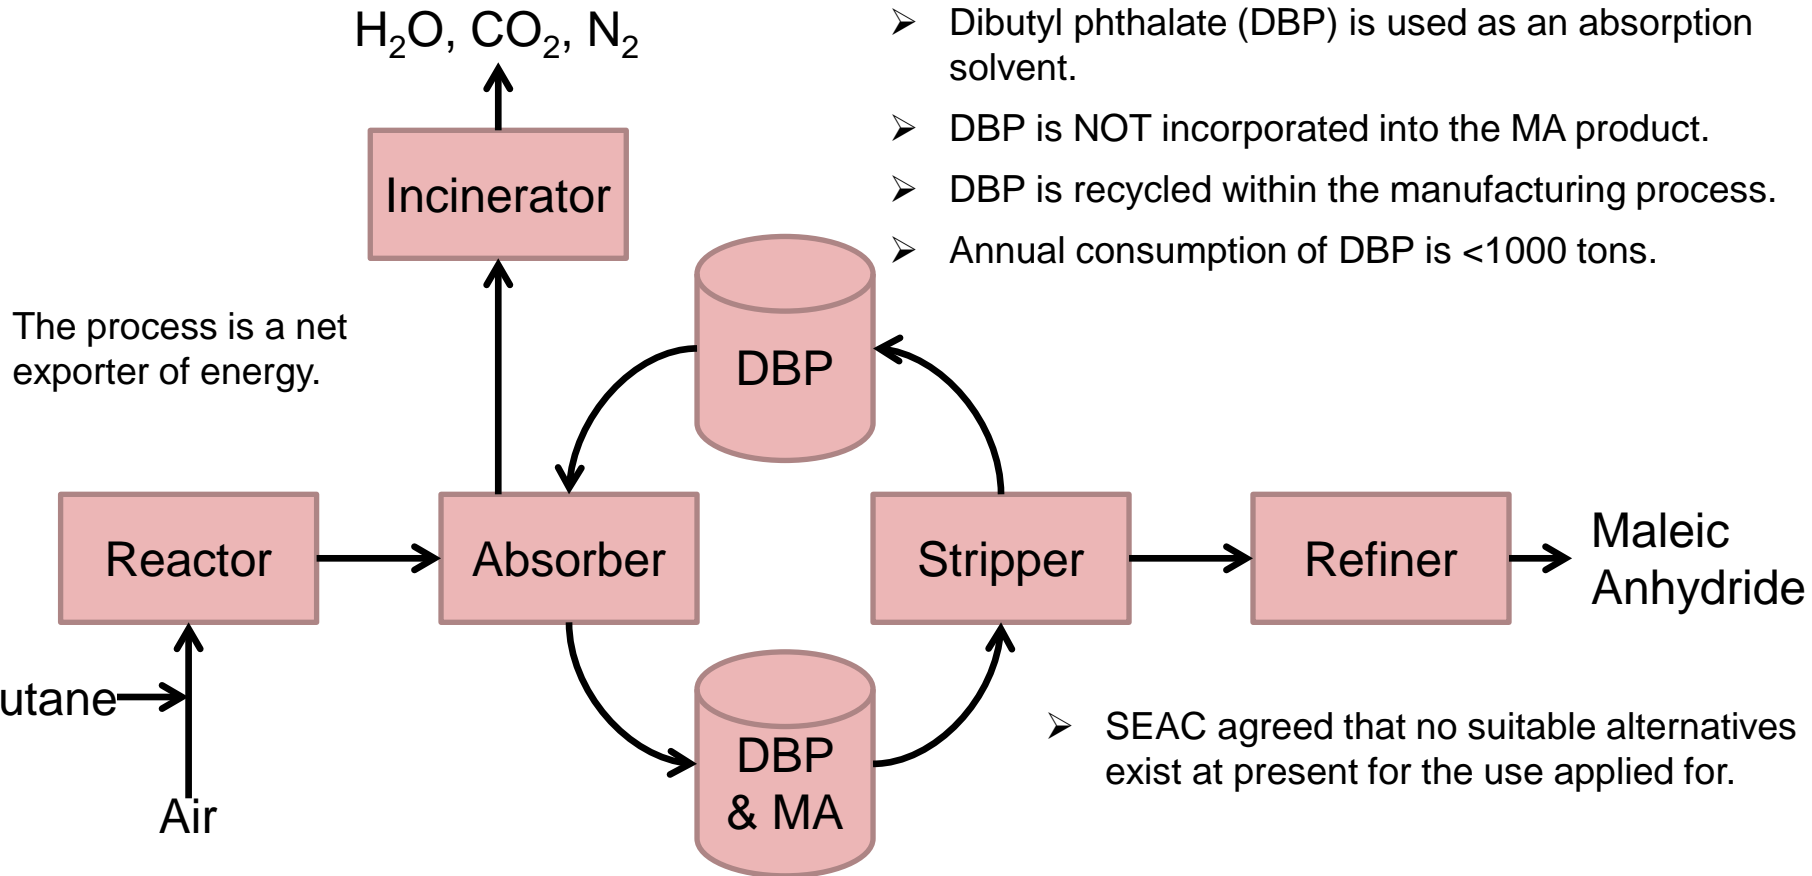 H₂O, CO₂, N₂
➢ Dibutyl phthalate (DBP) is used as an absorption
solvent.
➢ DBP is NOT incorporated into the MA product.
➢ DBP is recycled within the manufacturing process.
➢ Annual consumption of DBP is <1000 tons.
Incinerator
The process is a net
exporter of energy.
DBP
Reactor
Absorber
Stripper
Refiner
Maleic
Anhydride
utane
Air
DBP
& MA
➢ SEAC agreed that no suitable alternatives
exist at present for the use applied for.